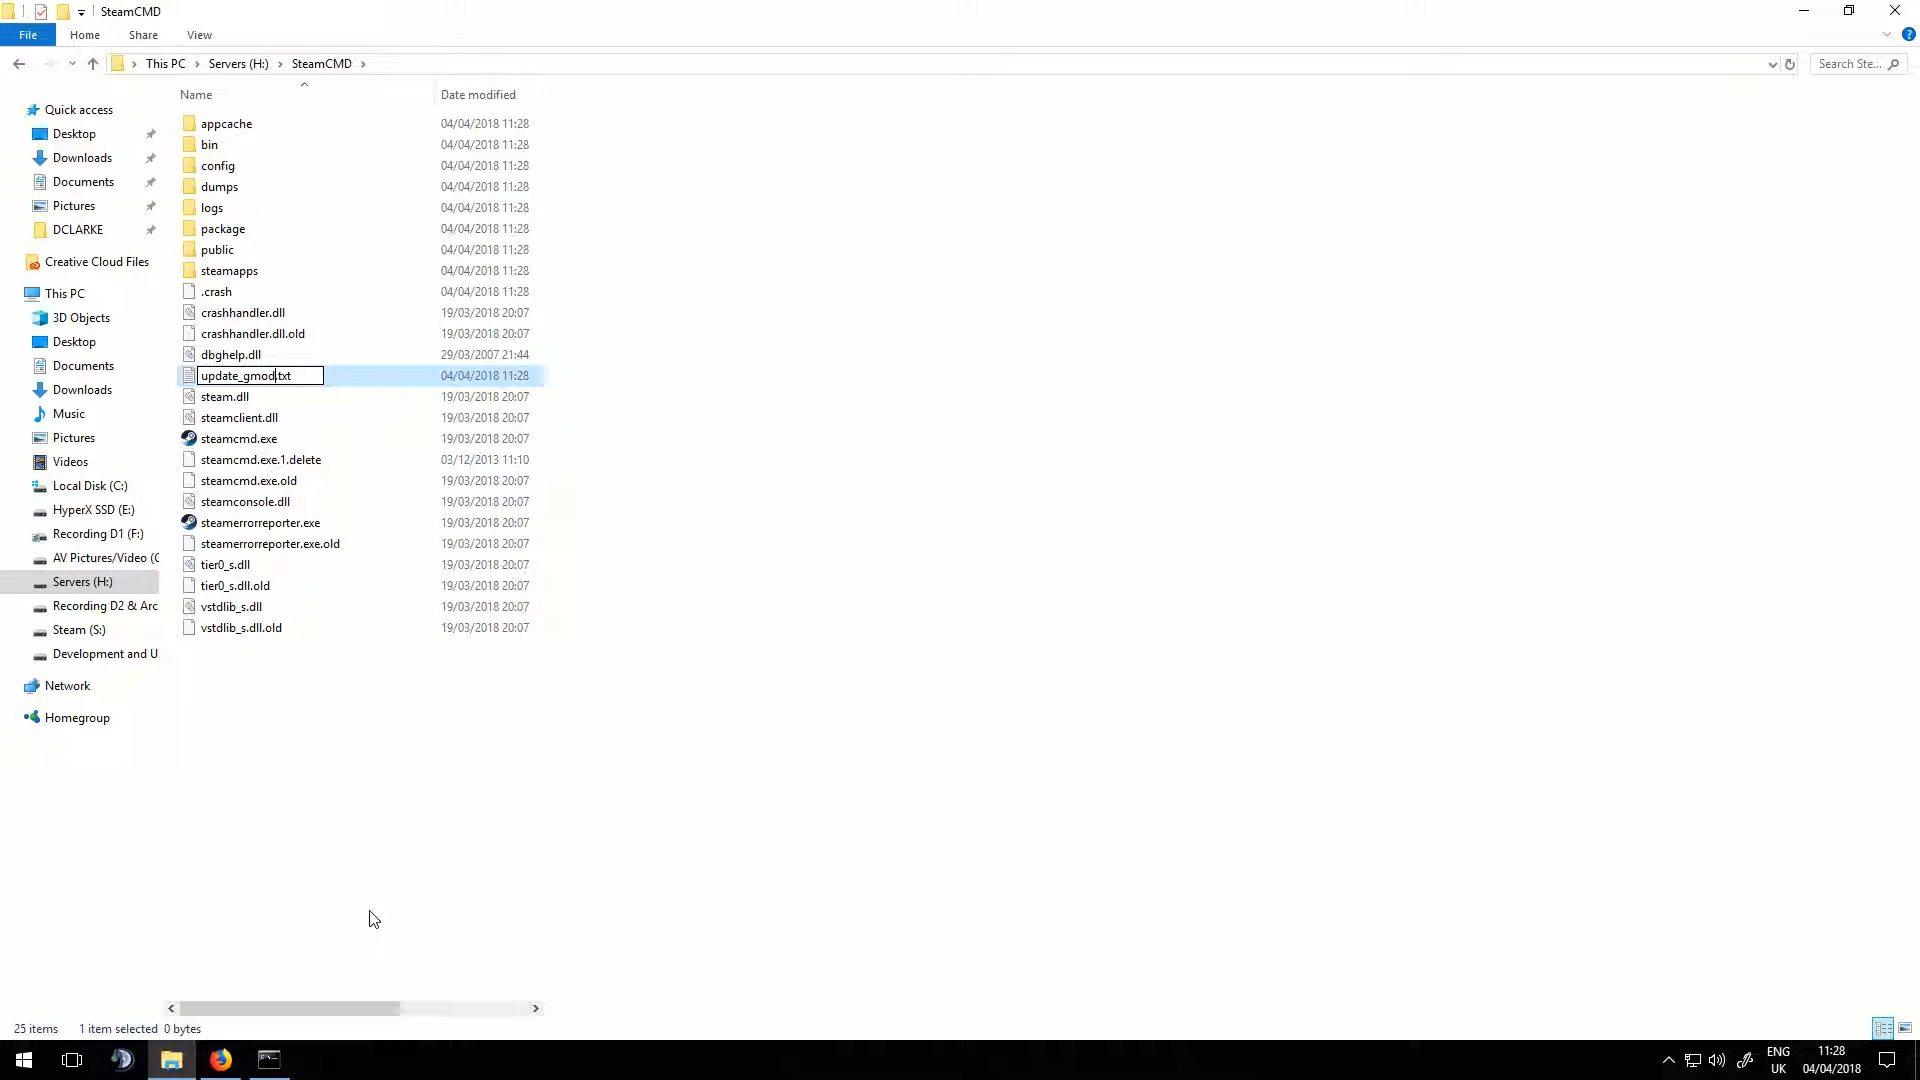 SteamCMD
File Home Share View
This PC Servers (H:) SteamCMD
Search Ste...
Name Date modified
Quick access
Desktop
Downloads
Documents
Pictures
DCLARKE
Creative Cloud Files
This PC
3D Objects
Desktop
Documents
Downloads
Music
Pictures
Videos
Local Disk (C:)
HyperX SSD (E:)
Recording D1 (F:)
AV Pictures/Video (G
Servers (H:)
Recording D2 & Arc
Steam (S:)
Development and U
Network
Homegroup
appcache 04/04/2018 11:28
bin 04/04/2018 11:28
config 04/04/2018 11:28
dumps 04/04/2018 11:28
logs 04/04/2018 11:28
package 04/04/2018 11:28
public 04/04/2018 11:28
steamapps 04/04/2018 11:28
.crash 04/04/2018 11:28
crashhandler.dll 19/03/2018 20:07
crashhandler.dll.old 19/03/2018 20:07
dbghelp.dll 29/03/2007 21:44
update_gmod.txt 04/04/2018 11:28
steam.dll 19/03/2018 20:07
steamclient.dll 19/03/2018 20:07
steamcmd.exe 19/03/2018 20:07
steamcmd.exe.1.delete 03/12/2013 11:10
steamcmd.exe.old 19/03/2018 20:07
steamconsole.dll 19/03/2018 20:07
steamerrorreporter.exe 19/03/2018 20:07
steamerrorreporter.exe.old 19/03/2018 20:07
tier0_s.dll 19/03/2018 20:07
tier0_s.dll.old 19/03/2018 20:07
vstdlib_s.dll 19/03/2018 20:07
vstdlib_s.dll.old 19/03/2018 20:07
25 items 1 item selected 0 bytes
ENG 11:28
UK 04/04/2018